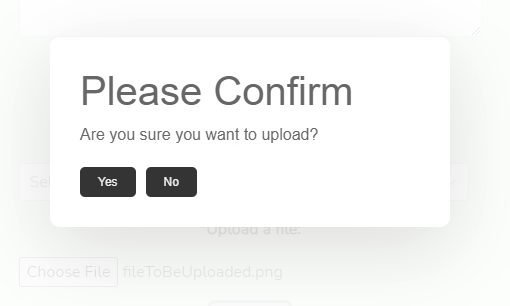 Please Confirm
Are you sure you want to upload?
Yes No
Upload a file:
Choose File fileToBeUploaded.png